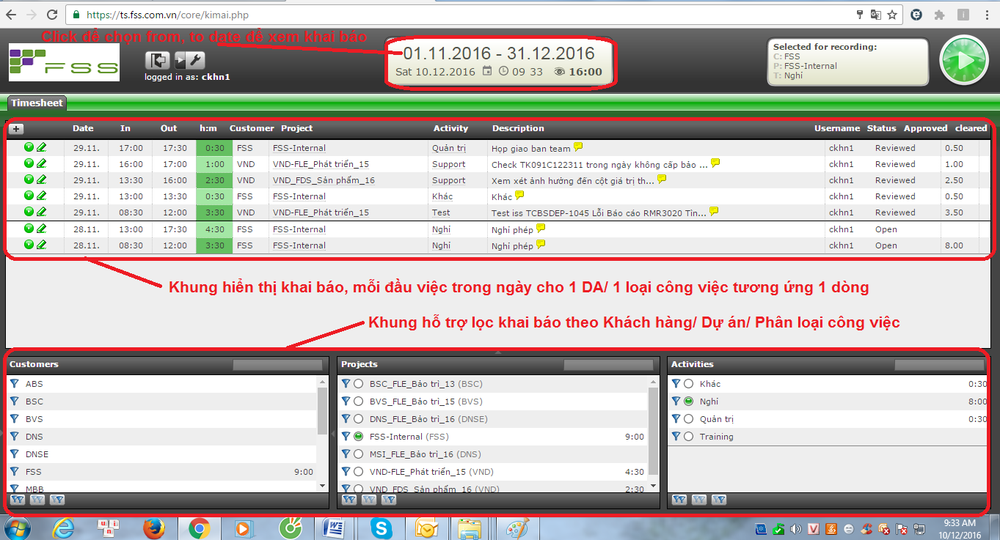 https://ts.fss.com.vn/core/kimai.php
Click để chọn from, to date để xem khai báo
FSS
logged in as: ckhn1
01.11.2016 - 31.12.2016
Sat 10.12.2016 09 33 16:00
Selected for recording:
C: FSS
P: FSS-Internal
T: Nghỉ
Timesheet
+ Date In Out h:m Customer Project Activity Description Username Status Approved cleared
29.11. 17:00 17:30 0:30 FSS FSS-Internal Quản trị Họp giao ban team ckhn1 Reviewed 0.50
29.11. 16:00 17:00 1:00 VND VND-FLE_Phát triển_15 Support Check TK091C122311 trong ngày không cấp bảo ... ckhn1 Reviewed 1.00
29.11. 13:30 16:00 2:30 VND VND_FDS_Sản phẩm_16 Support Xem xét ảnh hưởng đến cột giá trị th... ckhn1 Reviewed 2.50
29.11. 13:00 13:30 0:30 FSS FSS-Internal Khác Khác ckhn1 Reviewed 0.50
29.11. 08:30 12:00 3:30 VND VND-FLE_Phát triển_15 Test Test iss TCBSDEP-1045 Lỗi Báo cáo RMR3020 Tín... ckhn1 Reviewed 3.50
28.11. 13:00 17:30 4:30 FSS FSS-Internal Nghỉ Nghỉ phép ckhn1 Open
28.11. 08:30 12:00 3:30 FSS FSS-Internal Nghỉ Nghỉ phép ckhn1 Open 8.00
Khung hiển thị khai báo, mỗi đầu việc trong ngày cho 1 DA/ 1 loại công việc tương ứng 1 dòng
Khung hỗ trợ lọc khai báo theo Khách hàng/ Dự án/ Phân loại công việc
Customers
ABS
BSC
BVS
DNS
DNSE
FSS 9:00
MBB
Projects
BSC_FLE_Bảo trì_13 (BSC)
BVS_FLE_Bảo trì_15 (BVS)
DNS_FLE_Bảo trì_16 (DNSE)
FSS-Internal (FSS) 9:00
MSI_FLE_Bảo trì_16 (DNS)
VND-FLE_Phát triển_15 (VND) 4:30
VND_FDS_Sản phẩm_16 (VND) 2:30
Activities
Khác 0:30
Nghỉ 8:00
Quản trị 0:30
Training
9:33 AM
10/12/2016